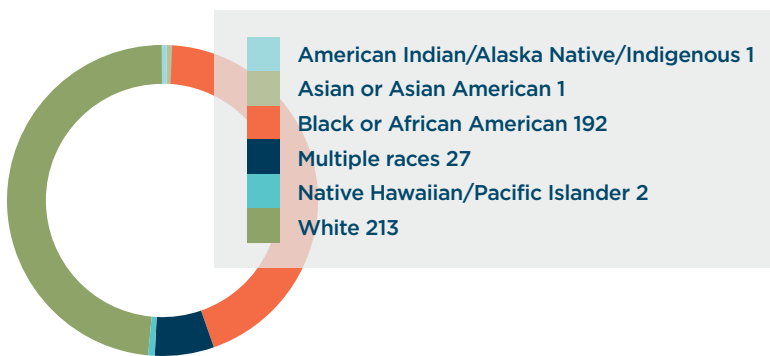 American Indian/Alaska Native/Indigenous 1
Asian or Asian American 1
Black or African American 192
Multiple races 27
Native Hawaiian/Pacific Islander 2
White 213